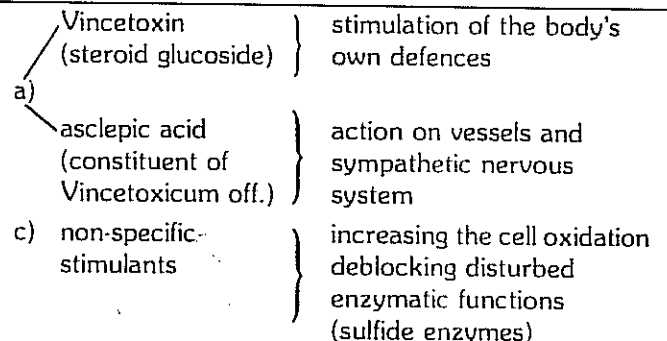 Vincetoxin } stimulation of the body's
(steroid glucoside) own defences
a)
asclepic acid } action on vessels and
(constituent of sympathetic nervous
Vincetoxicum off.) system
c) non-specific } increasing the cell oxidation
stimulants deblocking disturbed
enzymatic functions
(sulfide enzymes)